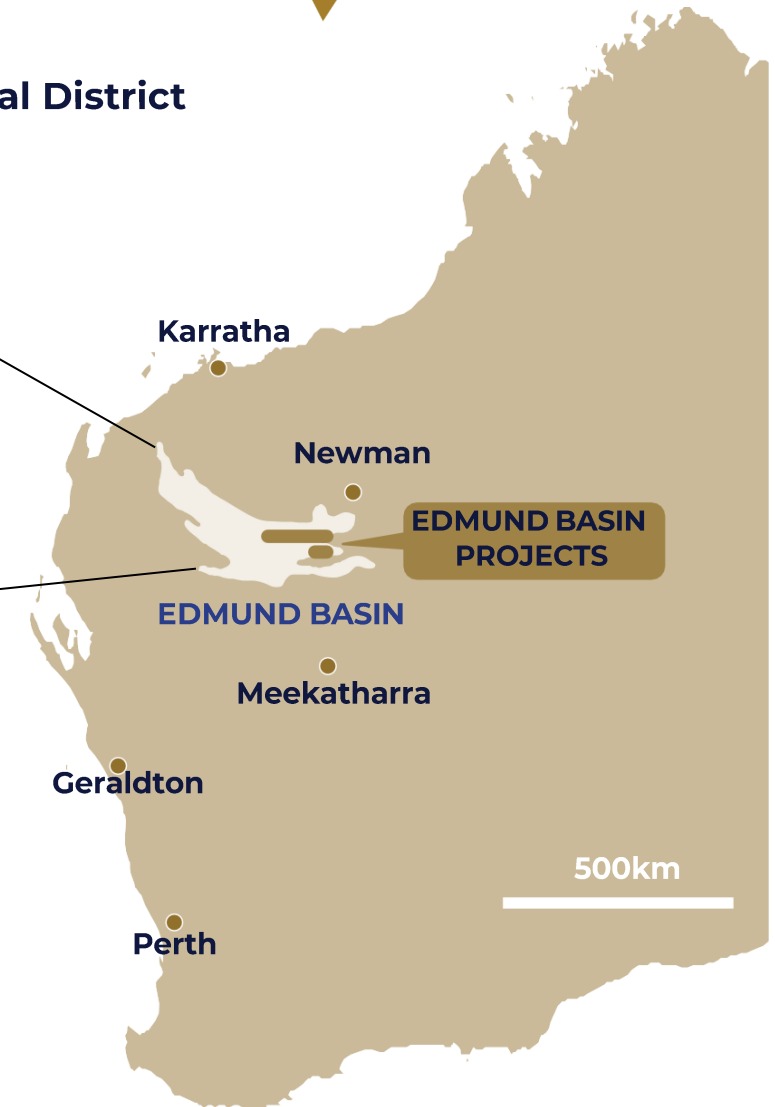 al District
Karratha
Newman
EDMUND BASIN
PROJECTS
EDMUND BASIN
Meekatharra
Geraldton
500km
Perth